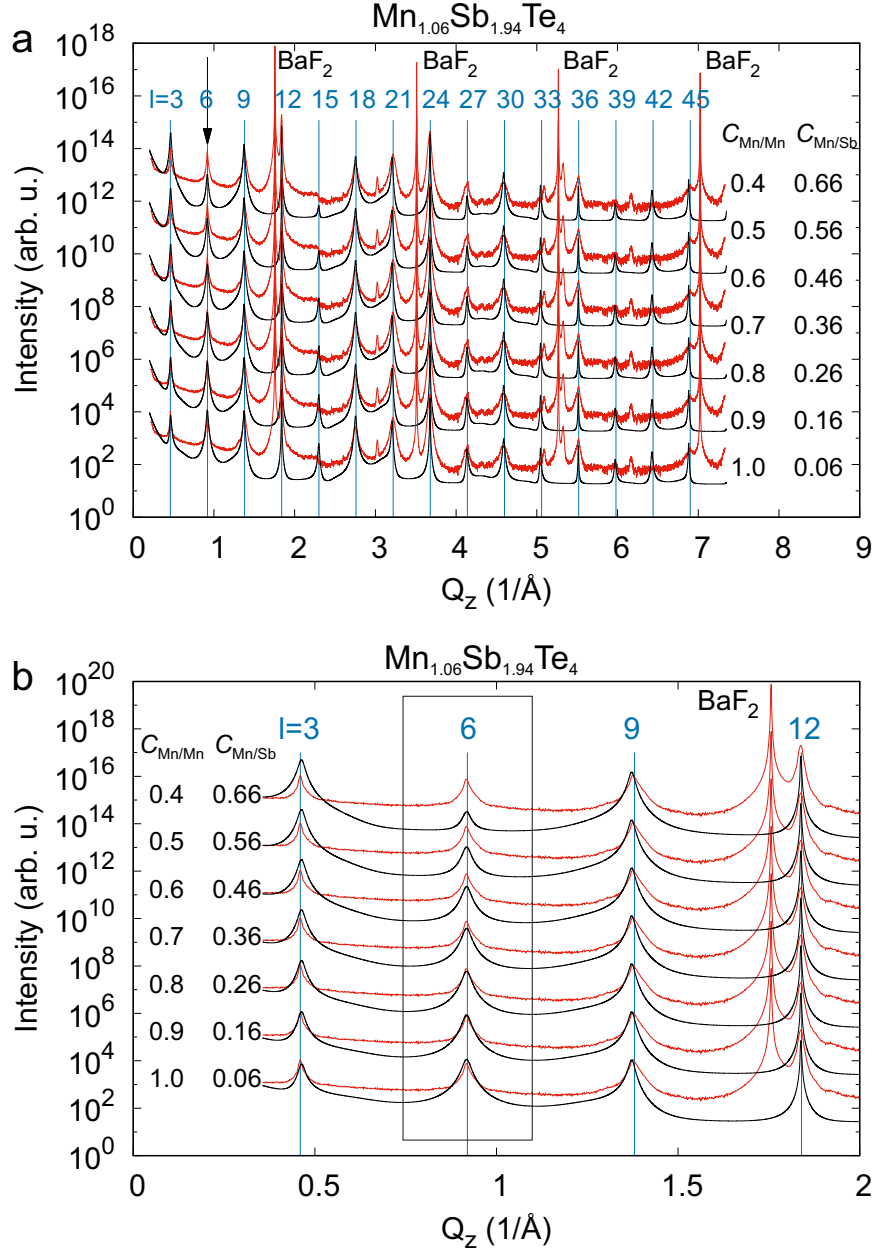 a
Mn1.06Sb1.94Te4
10^18
10^16
10^14
10^12
10^10
10^8
10^6
10^4
10^2
10^0
Intensity (arb. u.)
BaF2 BaF2 BaF2 BaF2
l=3 6 9 12 15 18 21 24 27 30 33 36 39 42 45
CMn/Mn CMn/Sb
0.4 0.66
0.5 0.56
0.6 0.46
0.7 0.36
0.8 0.26
0.9 0.16
1.0 0.06
0 1 2 3 4 5 6 7 8 9
Qz (1/Å)
b
Mn1.06Sb1.94Te4
10^20
10^18
10^16
10^14
10^12
10^10
10^8
10^6
10^4
10^2
10^0
Intensity (arb. u.)
BaF2
l=3 6 9 12
CMn/Mn CMn/Sb
0.4 0.66
0.5 0.56
0.6 0.46
0.7 0.36
0.8 0.26
0.9 0.16
1.0 0.06
0 0.5 1 1.5 2
Qz (1/Å)